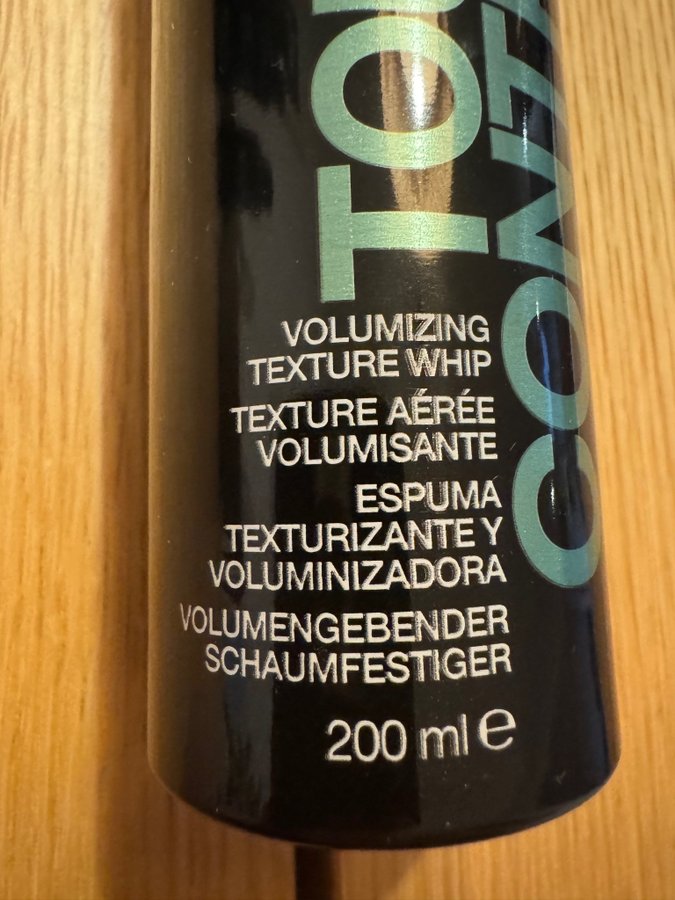 VOLUMIZING
TEXTURE WHIP
TEXTURE AÉRÉE
VOLUMISANTE
ESPUMA
TEXTURIZANTE Y
VOLUMINIZADORA
VOLUMENGEBENDER
SCHAUMFESTIGER
200 ml e